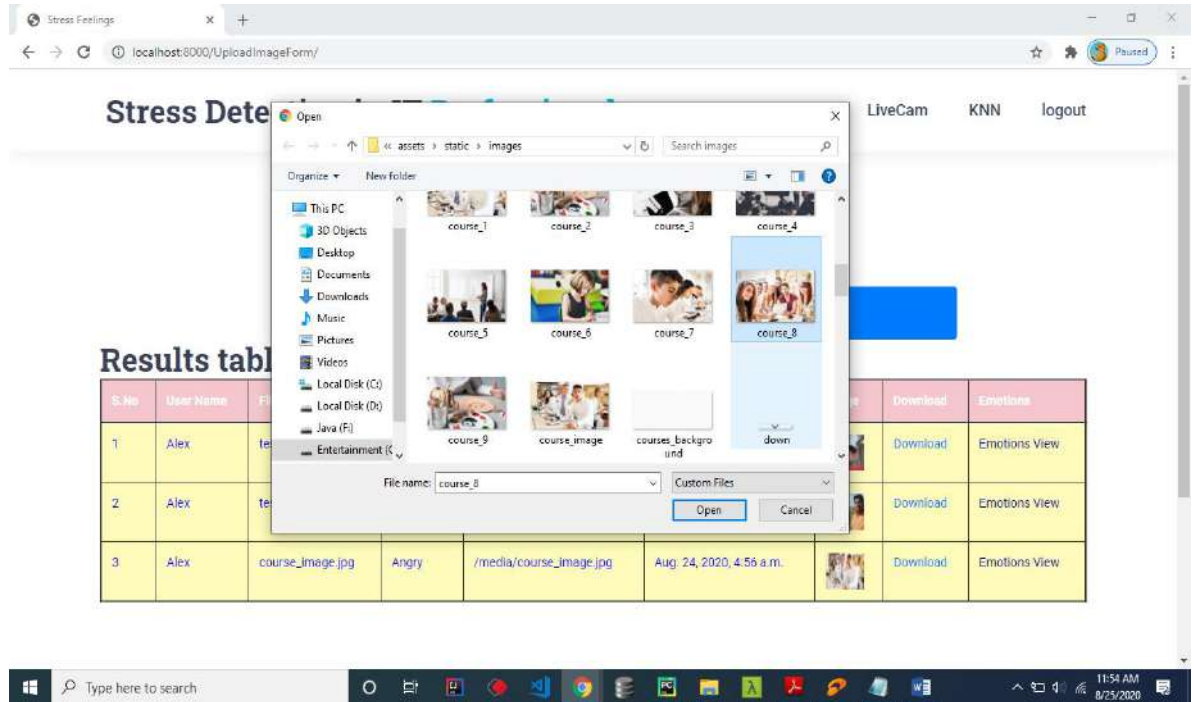 Stress Feelings
localhost:8000/UploadImageForm/
Paused
Stress Dete
LiveCam KNN logout
Open
« assets › static › images
Search images
Organize New folder
This PC
3D Objects
Desktop
Documents
Downloads
Music
Pictures
Videos
Local Disk (C:)
Local Disk (D:)
Java (F:)
Entertainment (
course_1 course_2 course_3 course_4
course_5 course_6 course_7 course_8
course_9 course_image courses_backgro
und
down
File name: course_8 Custom Files
Open Cancel
Results tabl
S.No User Name Download Emotions
1 Alex te Download Emotions View
2 Alex te Download Emotions View
3 Alex course_image.jpg Angry /media/course_image.jpg Aug. 24, 2020, 4:56 a.m. Download Emotions View
Type here to search
11:54 AM
8/25/2020